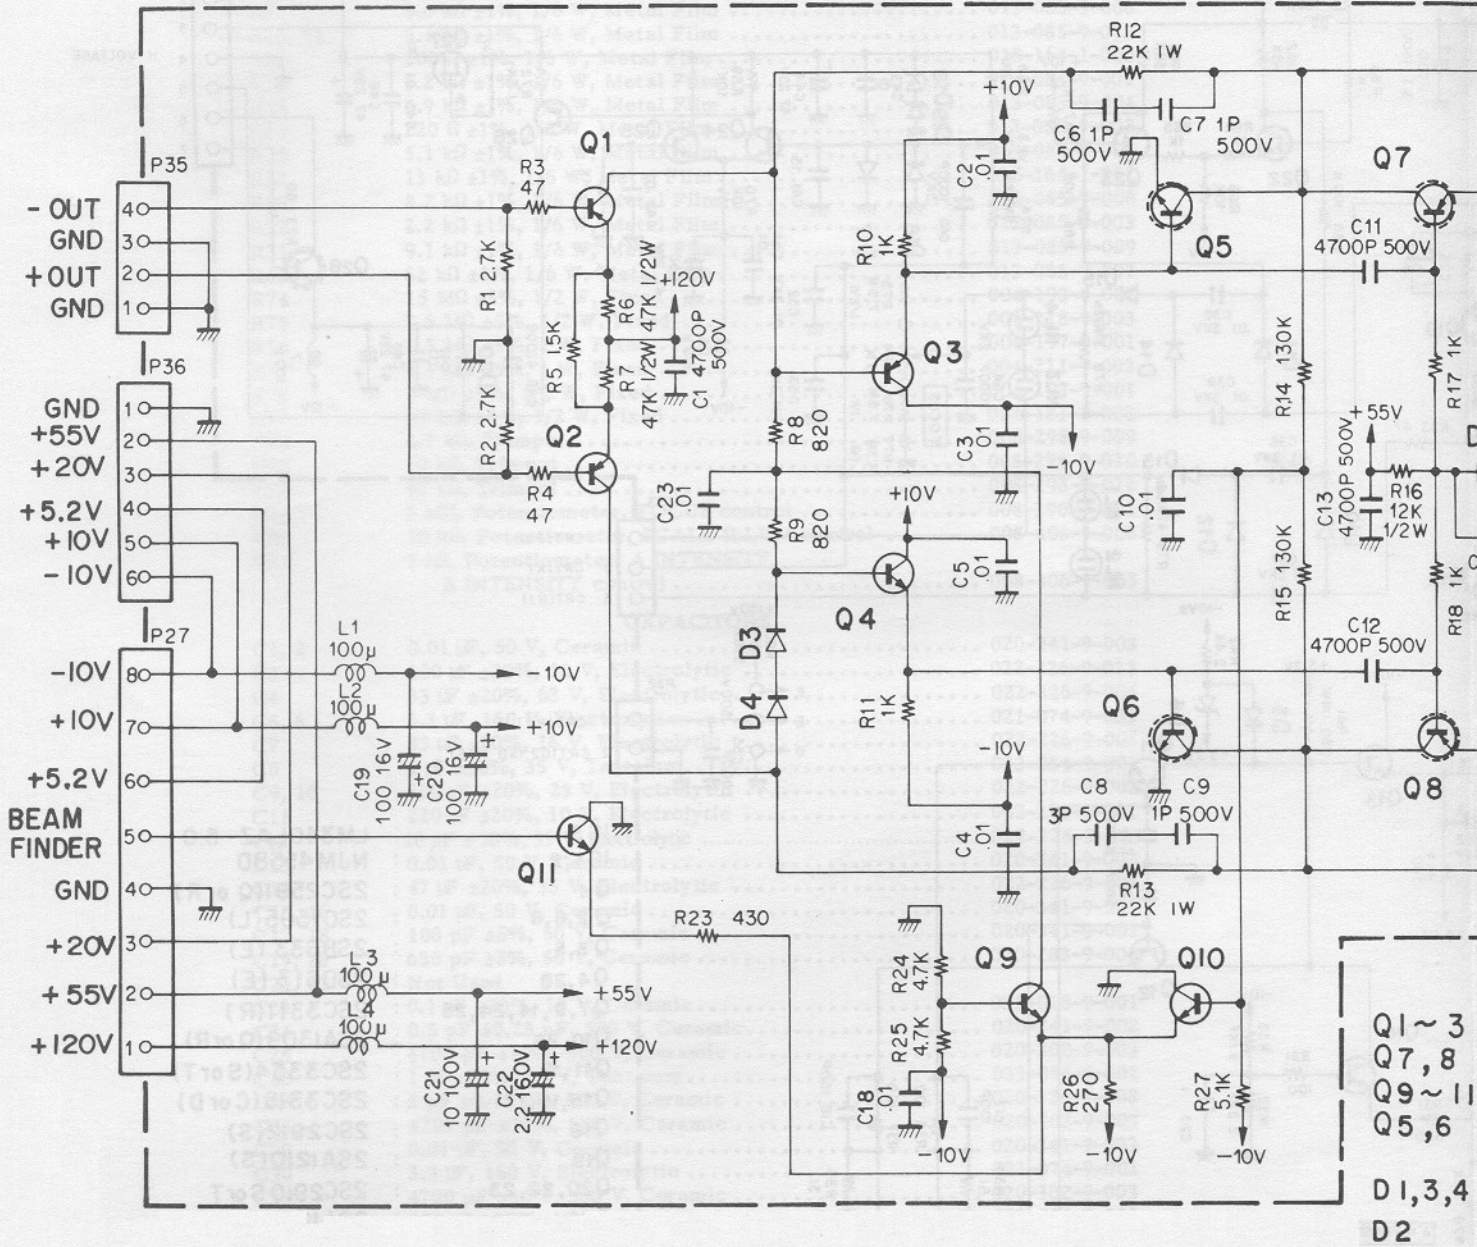 P35
- OUT 4
GND 3
+OUT 2
GND 1
P36
GND 1
+55V 2
+20V 3
+5.2V 4
+10V 5
-10V 6
P27
-10V 8
+10V 7
+5.2V 6
BEAM
FINDER 5
GND 4
+20V 3
+55V 2
+120V 1
L1
100µ
L2
100µ
-10V
+10V
C19
100 16V
+
C20
100 16V
+
L3
100µ
L4
100µ
+55V
+120V
C21
10 100V
+
C22
2.2 160V
+
Q1
R3
47
R1 2.7K
R2 2.7K
R5 1.5K
R6
47K 1/2W
R7
47K 1/2W
+120V
C1 4700P
500V
Q2
R4
47
Q11
R23 430
R8
820
R9
820
C23
.01
D3
D4
+10V
C2
.01
R10
1K
Q3
C3
.01
-10V
+10V
C5
.01
Q4
R11
1K
-10V
C4
.01
R12
22K 1W
C6 1P
500V
C7 1P
500V
Q5
Q7
C11
4700P 500V
R14 130K
R15 130K
C10
.01
R17 1K
+55V
C13
4700P 500V
R16
12K
1/2W
R18 1K
C12
4700P 500V
Q6
Q8
C8
3P 500V
C9
1P 500V
R13
22K 1W
R24
4.7K
R25
4.7K
C18
.01
-10V
Q9
Q10
R26
270
-10V
R27
5.1K
-10V
Q1~3
Q7,8
Q9~11
Q5,6
D1,3,4
D2